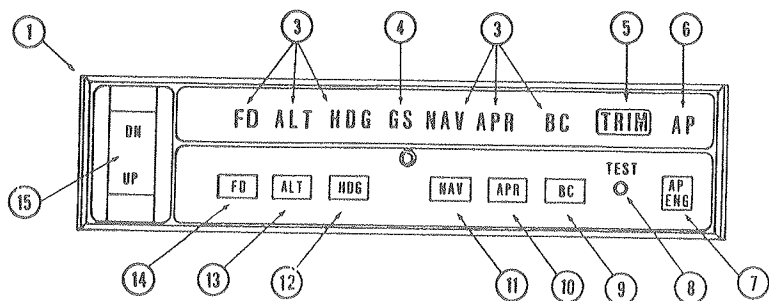 1 3 4 3 5 6
FD ALT HDG GS NAV APR BC TRIM AP
DN
UP
TEST
FD ALT HDG NAV APR BC AP ENG
15
14 13 12 11 10 9 8 7